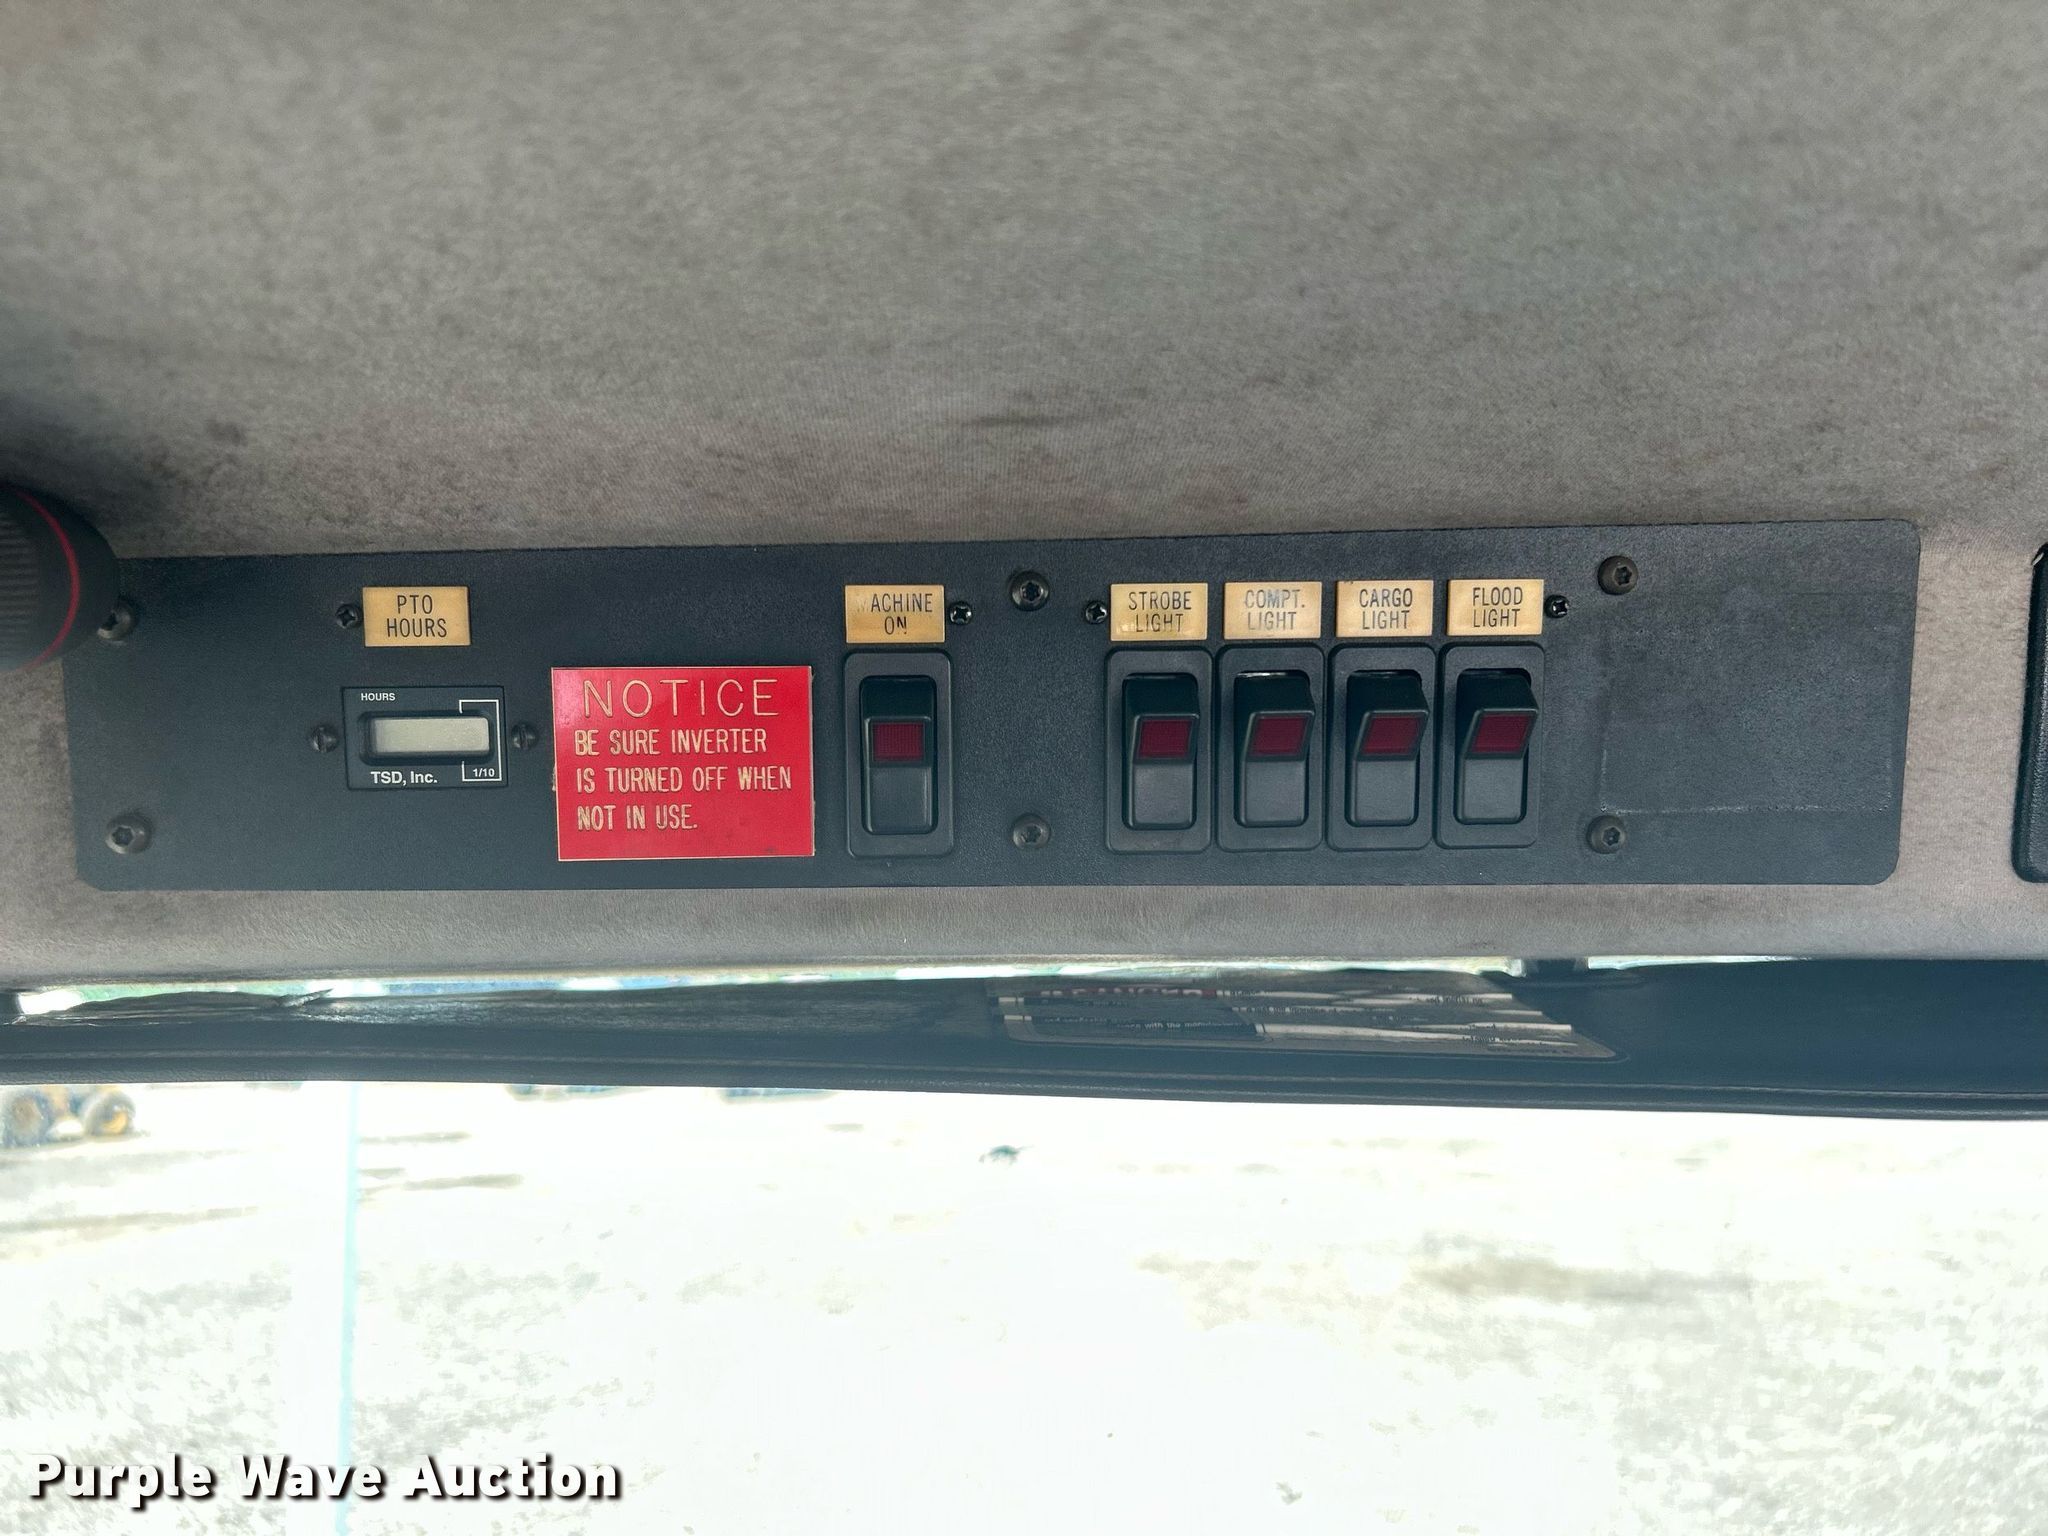 PTO
HOURS
HOURS
TSD, Inc.
1/10
NOTICE
BE SURE INVERTER
IS TURNED OFF WHEN
NOT IN USE.
MACHINE
ON
STROBE
LIGHT
COMPT.
LIGHT
CARGO
LIGHT
FLOOD
LIGHT
Purple Wave Auction